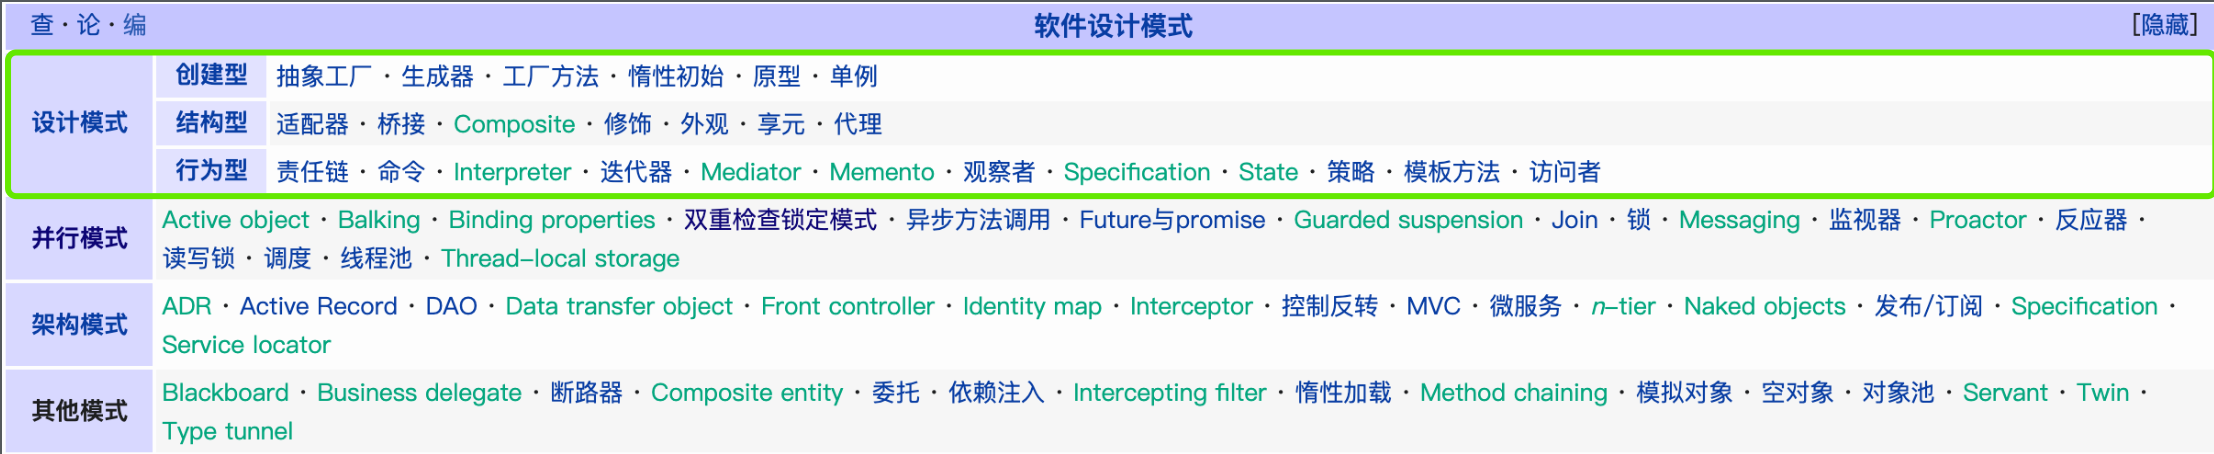 查 · 论 · 编 软件设计模式 [隐藏]
设计模式
创建型 抽象工厂 · 生成器 · 工厂方法 · 惰性初始 · 原型 · 单例
结构型 适配器 · 桥接 · Composite · 修饰 · 外观 · 享元 · 代理
行为型 责任链 · 命令 · Interpreter · 迭代器 · Mediator · Memento · 观察者 · Specification · State · 策略 · 模板方法 · 访问者
并行模式
Active object · Balking · Binding properties · 双重检查锁定模式 · 异步方法调用 · Future与promise · Guarded suspension · Join · 锁 · Messaging · 监视器 · Proactor · 反应器 ·
读写锁 · 调度 · 线程池 · Thread-local storage
架构模式
ADR · Active Record · DAO · Data transfer object · Front controller · Identity map · Interceptor · 控制反转 · MVC · 微服务 · n-tier · Naked objects · 发布/订阅 · Specification ·
Service locator
其他模式
Blackboard · Business delegate · 断路器 · Composite entity · 委托 · 依赖注入 · Intercepting filter · 惰性加载 · Method chaining · 模拟对象 · 空对象 · 对象池 · Servant · Twin ·
Type tunnel